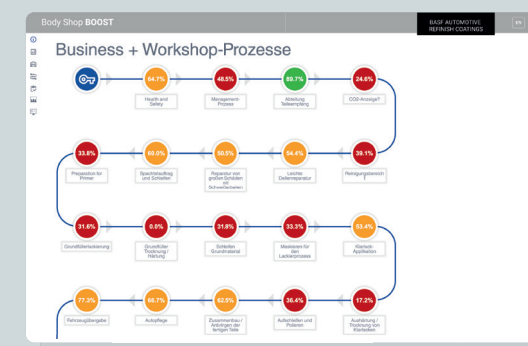 Body Shop BOOST
BASF AUTOMOTIVE
REFINISH COATINGS
EN
Business + Workshop-Prozesse
64.7%
48.5%
89.7%
24.6%
Health and
Safety
Management-
Prozess
Abteilung
Teileempfang
COS-Anzeige?
33.8%
60.0%
50.5%
54.4%
39.1%
Preparation für
Primer
Spachtelauftrag
und Schleifen
Reparatur von
großen Schäden
mit
Schweißarbeiten
Leichte
Dellenreparatur
Reinigungsbereich
1
31.6%
0.0%
31.8%
33.3%
53.4%
Grundfüllerisolierung
Grundfüller
Trocknung /
Härtung
Schleifen
Grundmaterial
Maskieren für
den
Lackierprozess
Klarlack-
Applikation
77.3%
66.7%
62.5%
36.4%
17.2%
Fahrzeugübergabe
Autopflege
Zusammenbau /
Anbringen der
fertigen Teile
Aufschleifen und
Polieren
Aushärtung /
Trocknung von
Klarlacken